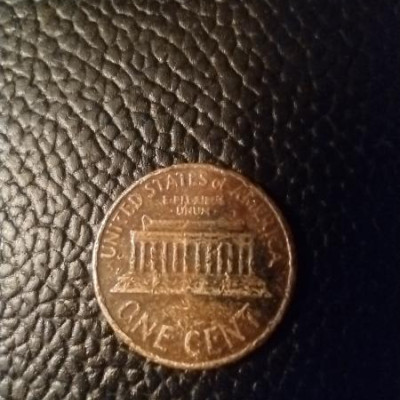 UNITED STATES of AMERICA
E·PLURIBUS
·UNUM·
ONE CENT